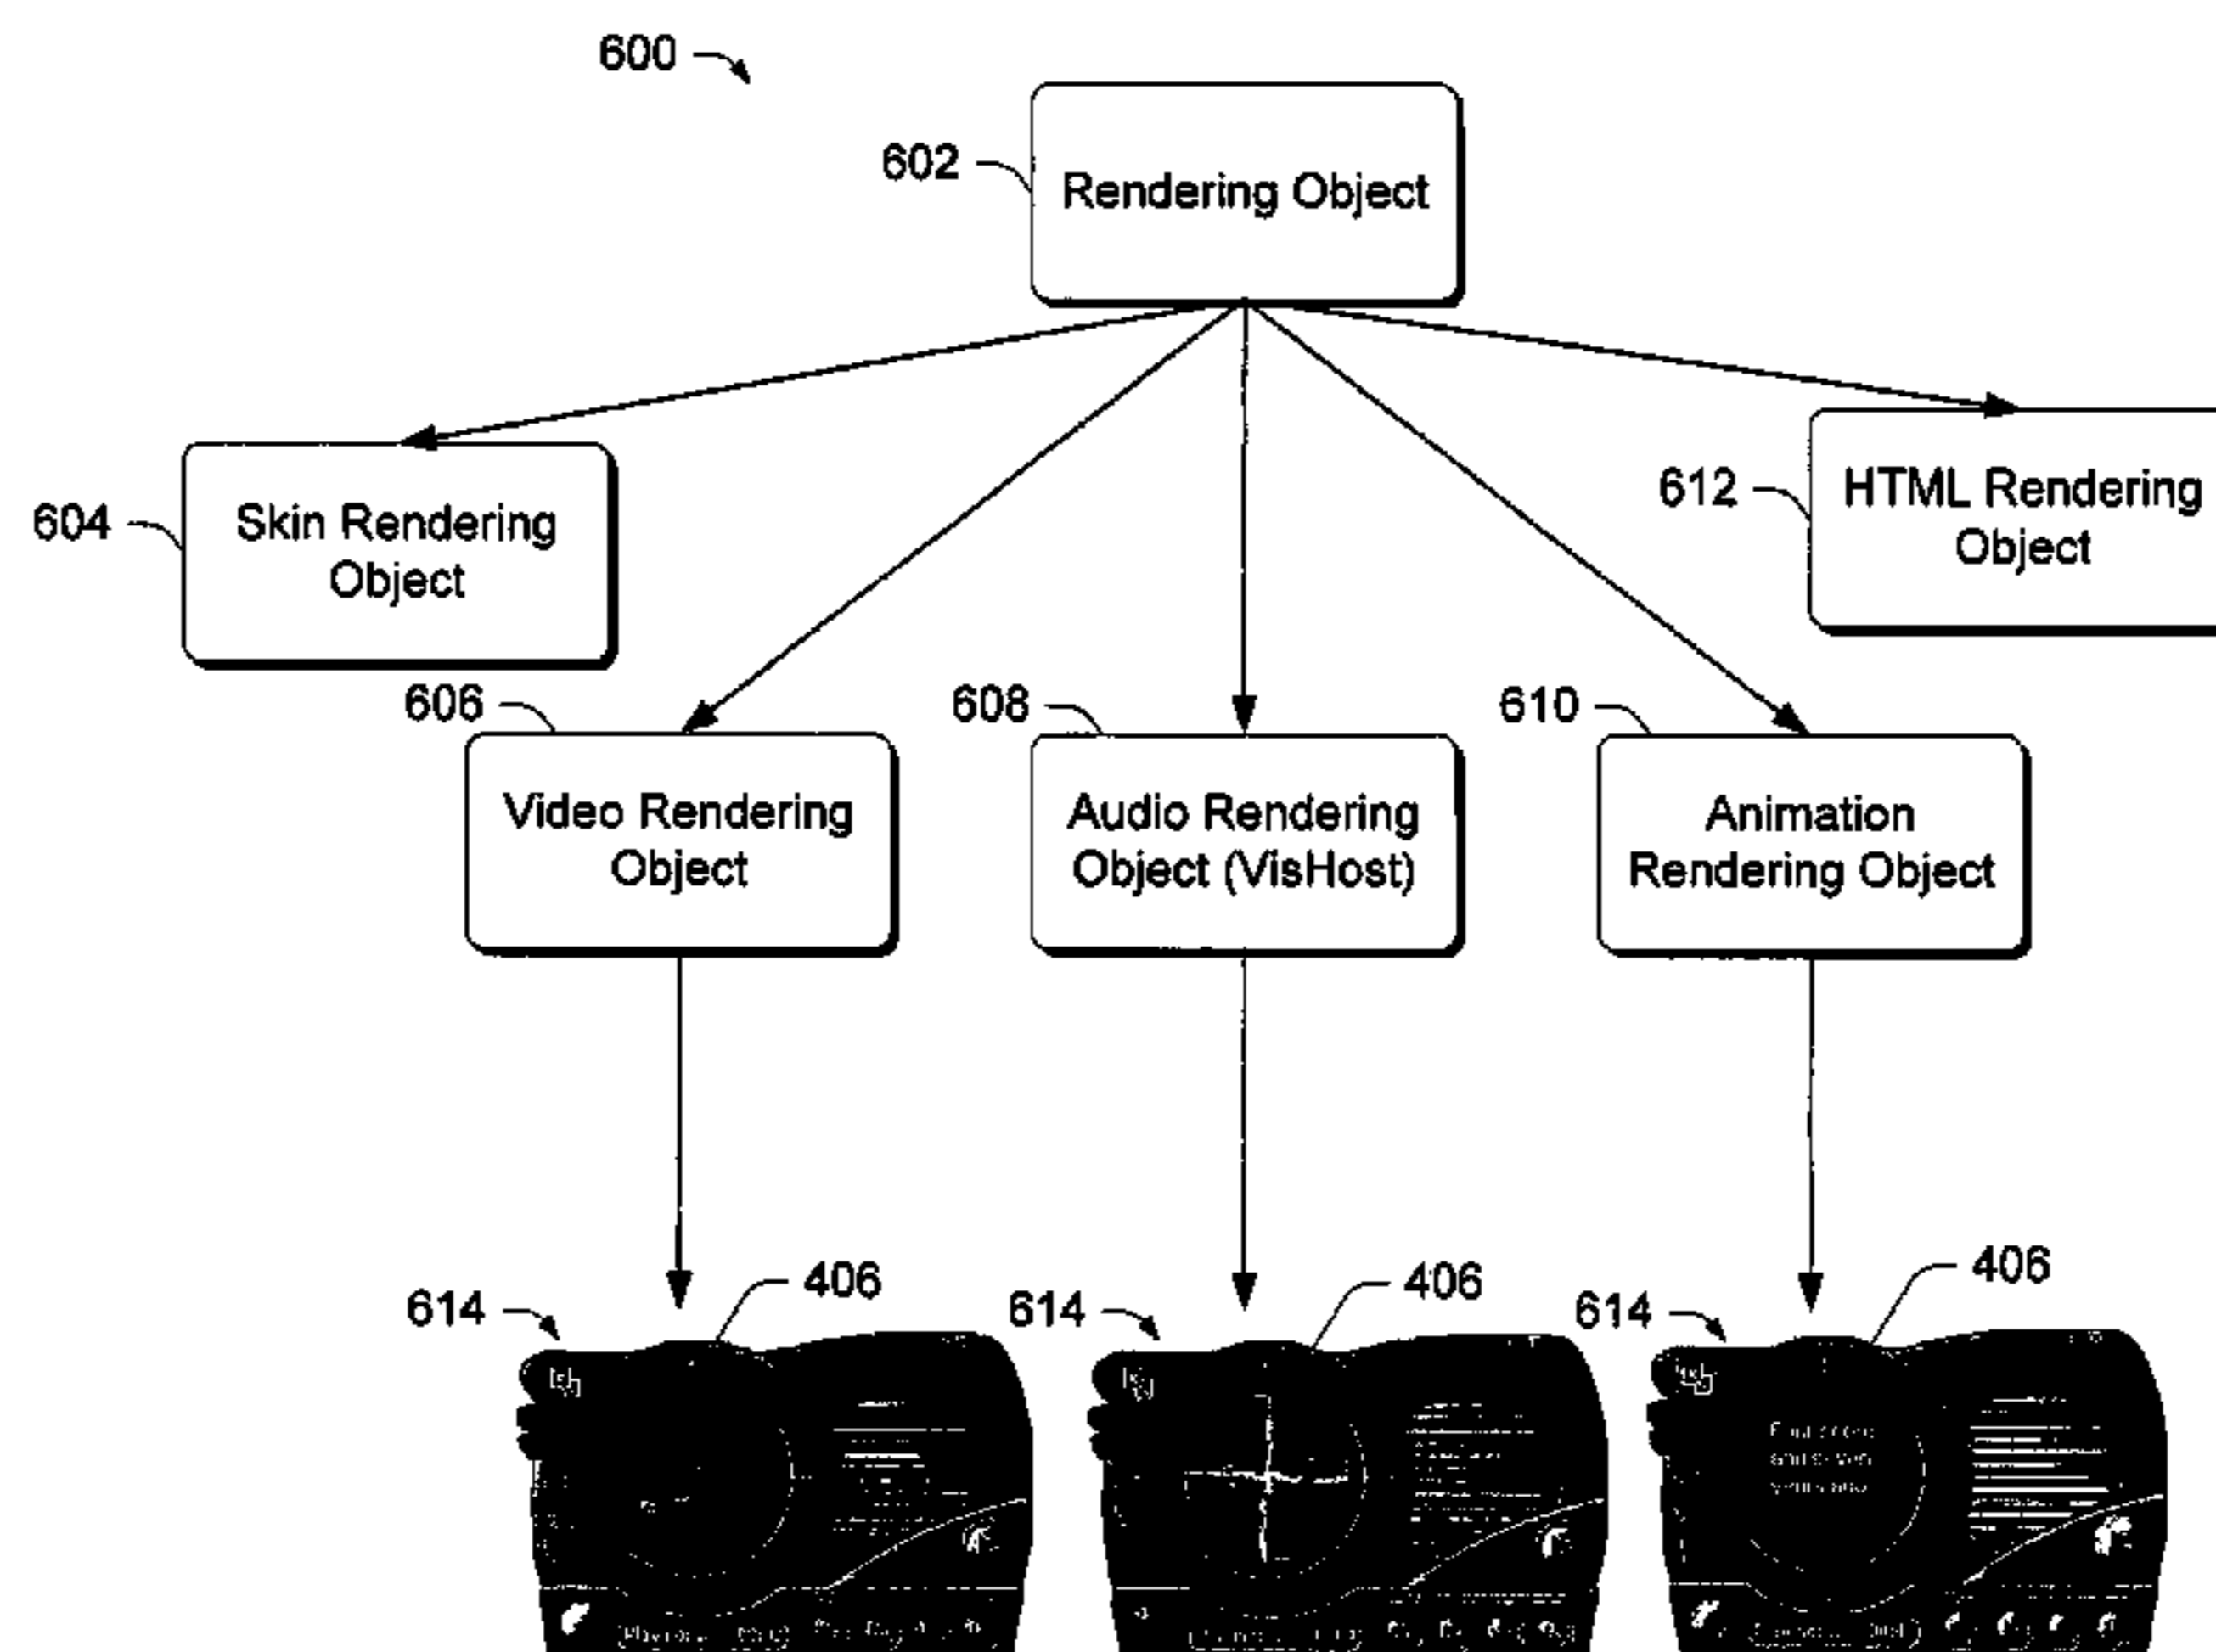 600
602
Rendering Object
604
Skin Rendering
Object
612
HTML Rendering
Object
606
Video Rendering
Object
608
Audio Rendering
Object (VisHost)
610
Animation
Rendering Object
614
406
614
406
614
406